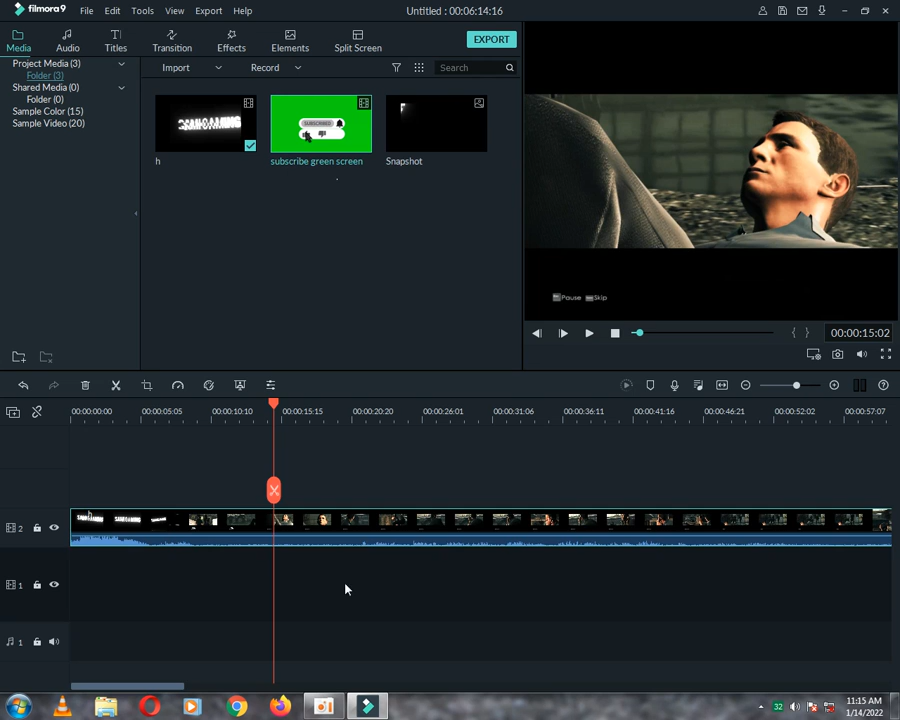 filmora9 File Edit Tools View Export Help Untitled : 00:06:14:16
Media Audio Titles Transition Effects Elements Split Screen EXPORT
Project Media (3)
Folder (3)
Shared Media (0)
Folder (0)
Sample Color (15)
Sample Video (20)
Import Record Search
SUBSCRIBED
h subscribe green screen Snapshot
Pause Skip
00:00:15:02
00:00:00:00 00:00:05:05 00:00:10:10 00:00:15:15 00:00:20:20 00:00:26:01 00:00:31:06 00:00:36:11 00:00:41:16 00:00:46:21 00:00:52:02 00:00:57:07
2
h
1
1
32 11:15 AM
1/14/2022